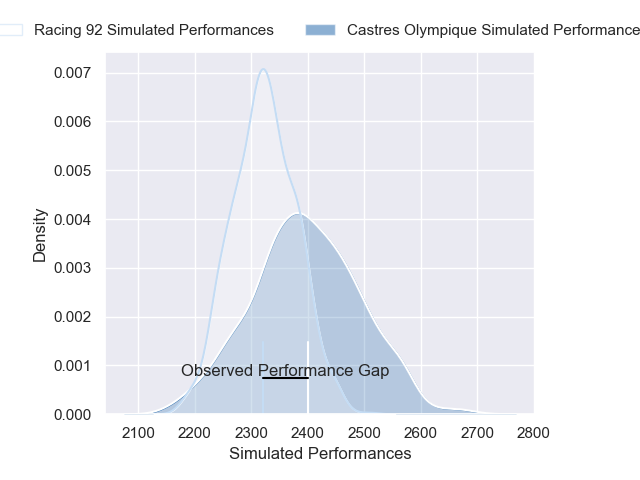 Racing 92 Simulated Performances
Castres Olympique Simulated Performance
0.007
0.006
0.005
0.004
0.003
0.002
0.001
0.000
Density
Observed Performance Gap
2100 2200 2300 2400 2500 2600 2700 2800
Simulated Performances